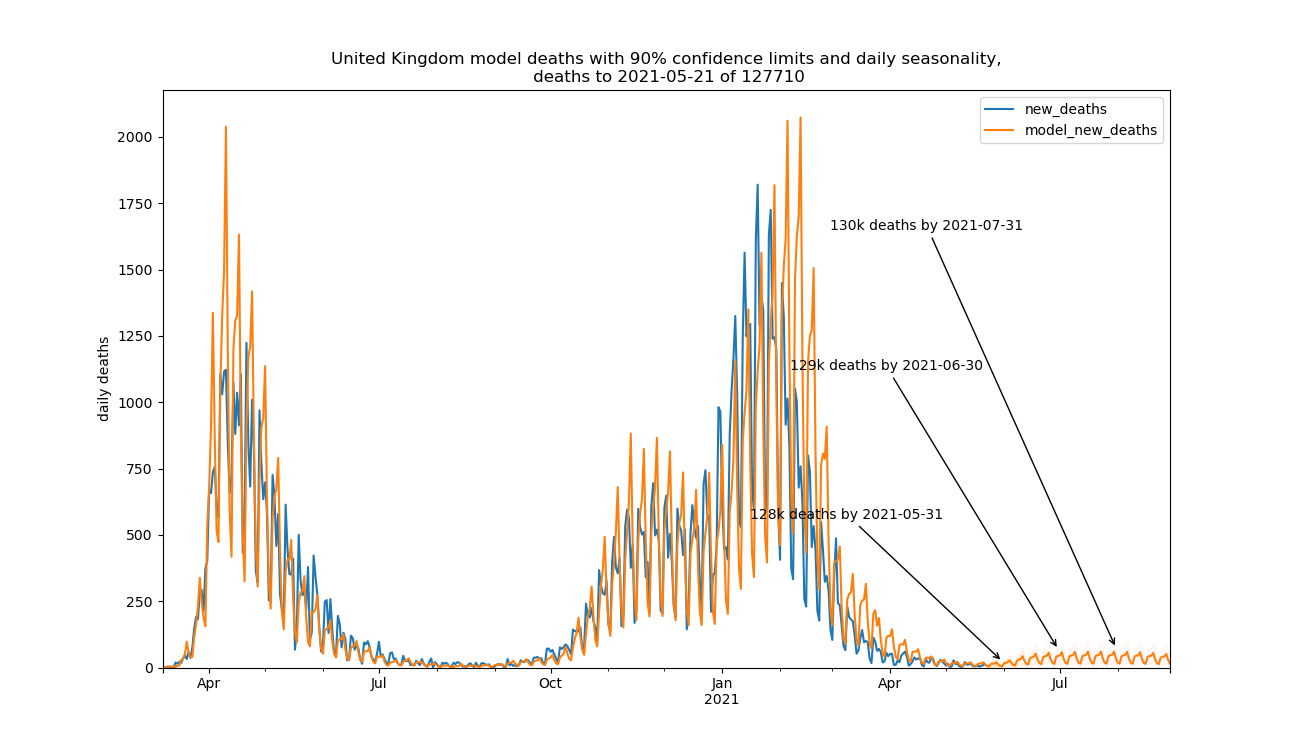 United Kingdom model deaths with 90% confidence limits and daily seasonality,
deaths to 2021-05-21 of 127710
new_deaths
model_new_deaths
daily deaths
2000
1750
1500
1250
1000
750
500
250
0
130k deaths by 2021-07-31
129k deaths by 2021-06-30
128k deaths by 2021-05-31
Apr Jul Oct Jan Apr Jul
2021